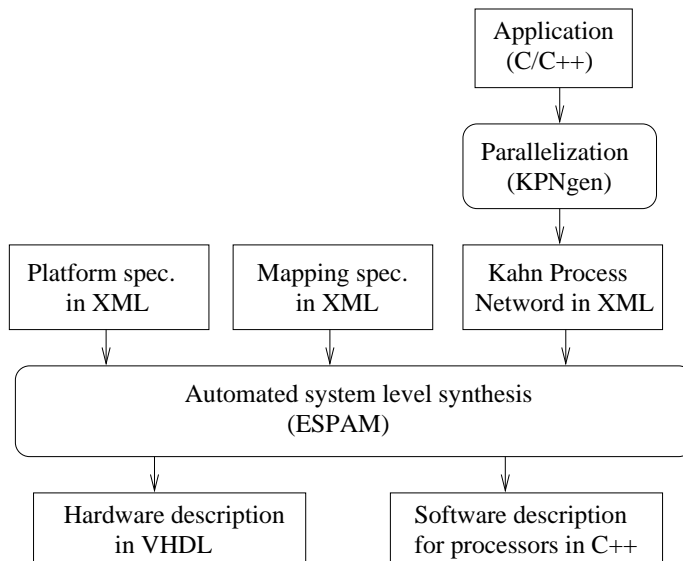 Application
(C/C++)
Parallelization
(KPNgen)
Platform spec.
in XML
Mapping spec.
in XML
Kahn Process
Netword in XML
Automated system level synthesis
(ESPAM)
Hardware description
in VHDL
Software description
for processors in C++